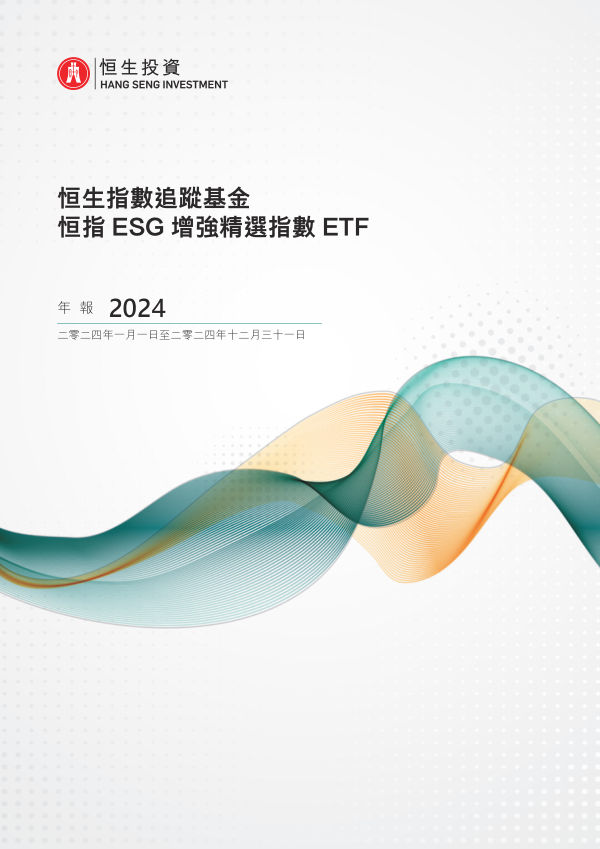 恒生投資
HANG SENG INVESTMENT
恒生指數追蹤基金
恒指 ESG 增強精選指數 ETF
年 報 2024
二零二四年一月一日至二零二四年十二月三十一日